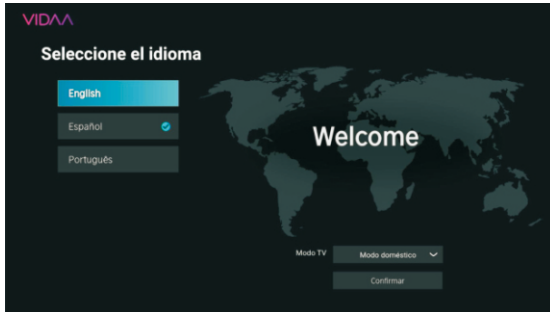 VIDAA
Seleccione el idioma
English
Español
Português
Welcome
Modo TV
Modo doméstico
Confirmar